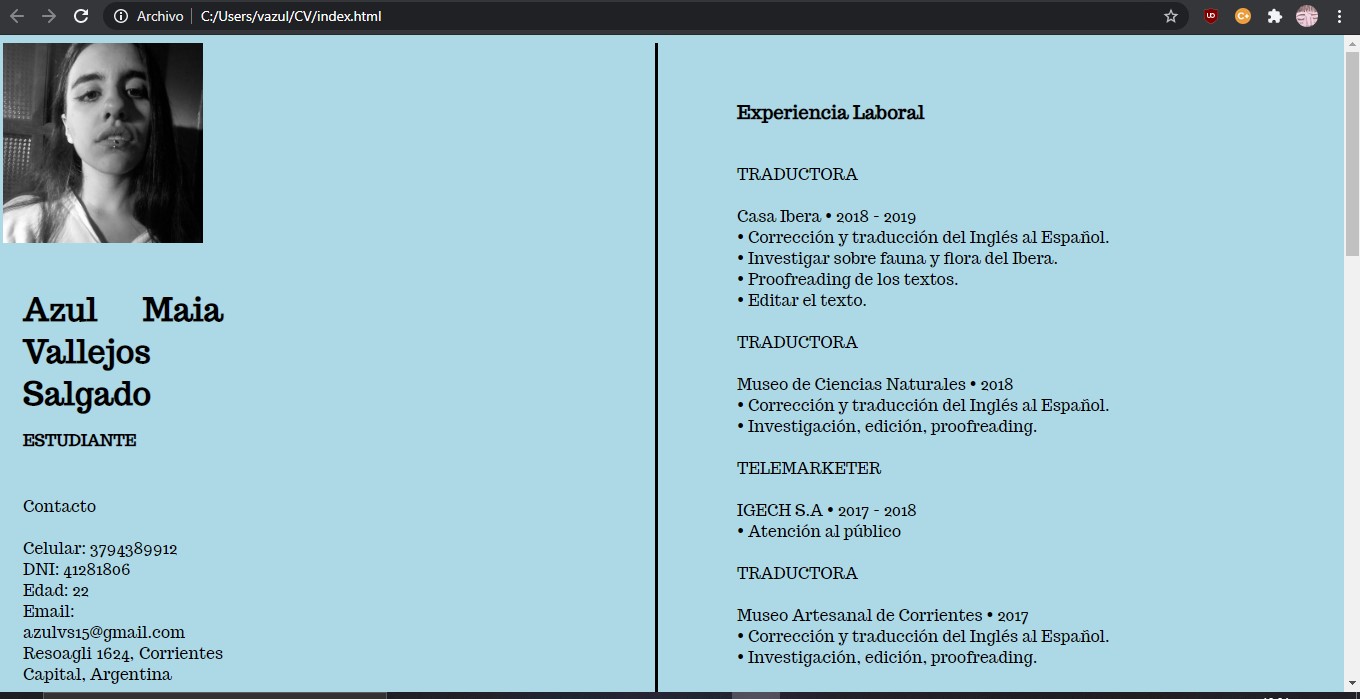 Archivo | C:/Users/vazul/CV/index.html
UD
C+
Azul Maia
Vallejos
Salgado
ESTUDIANTE
Contacto
Celular: 3794389912
DNI: 41281806
Edad: 22
Email:
azulvs15@gmail.com
Resoagli 1624, Corrientes
Capital, Argentina
Experiencia Laboral
TRADUCTORA
Casa Ibera • 2018 - 2019
• Corrección y traducción del Inglés al Español.
• Investigar sobre fauna y flora del Ibera.
• Proofreading de los textos.
• Editar el texto.
TRADUCTORA
Museo de Ciencias Naturales • 2018
• Corrección y traducción del Inglés al Español.
• Investigación, edición, proofreading.
TELEMARKETER
IGECH S.A • 2017 - 2018
• Atención al público
TRADUCTORA
Museo Artesanal de Corrientes • 2017
• Corrección y traducción del Inglés al Español.
• Investigación, edición, proofreading.